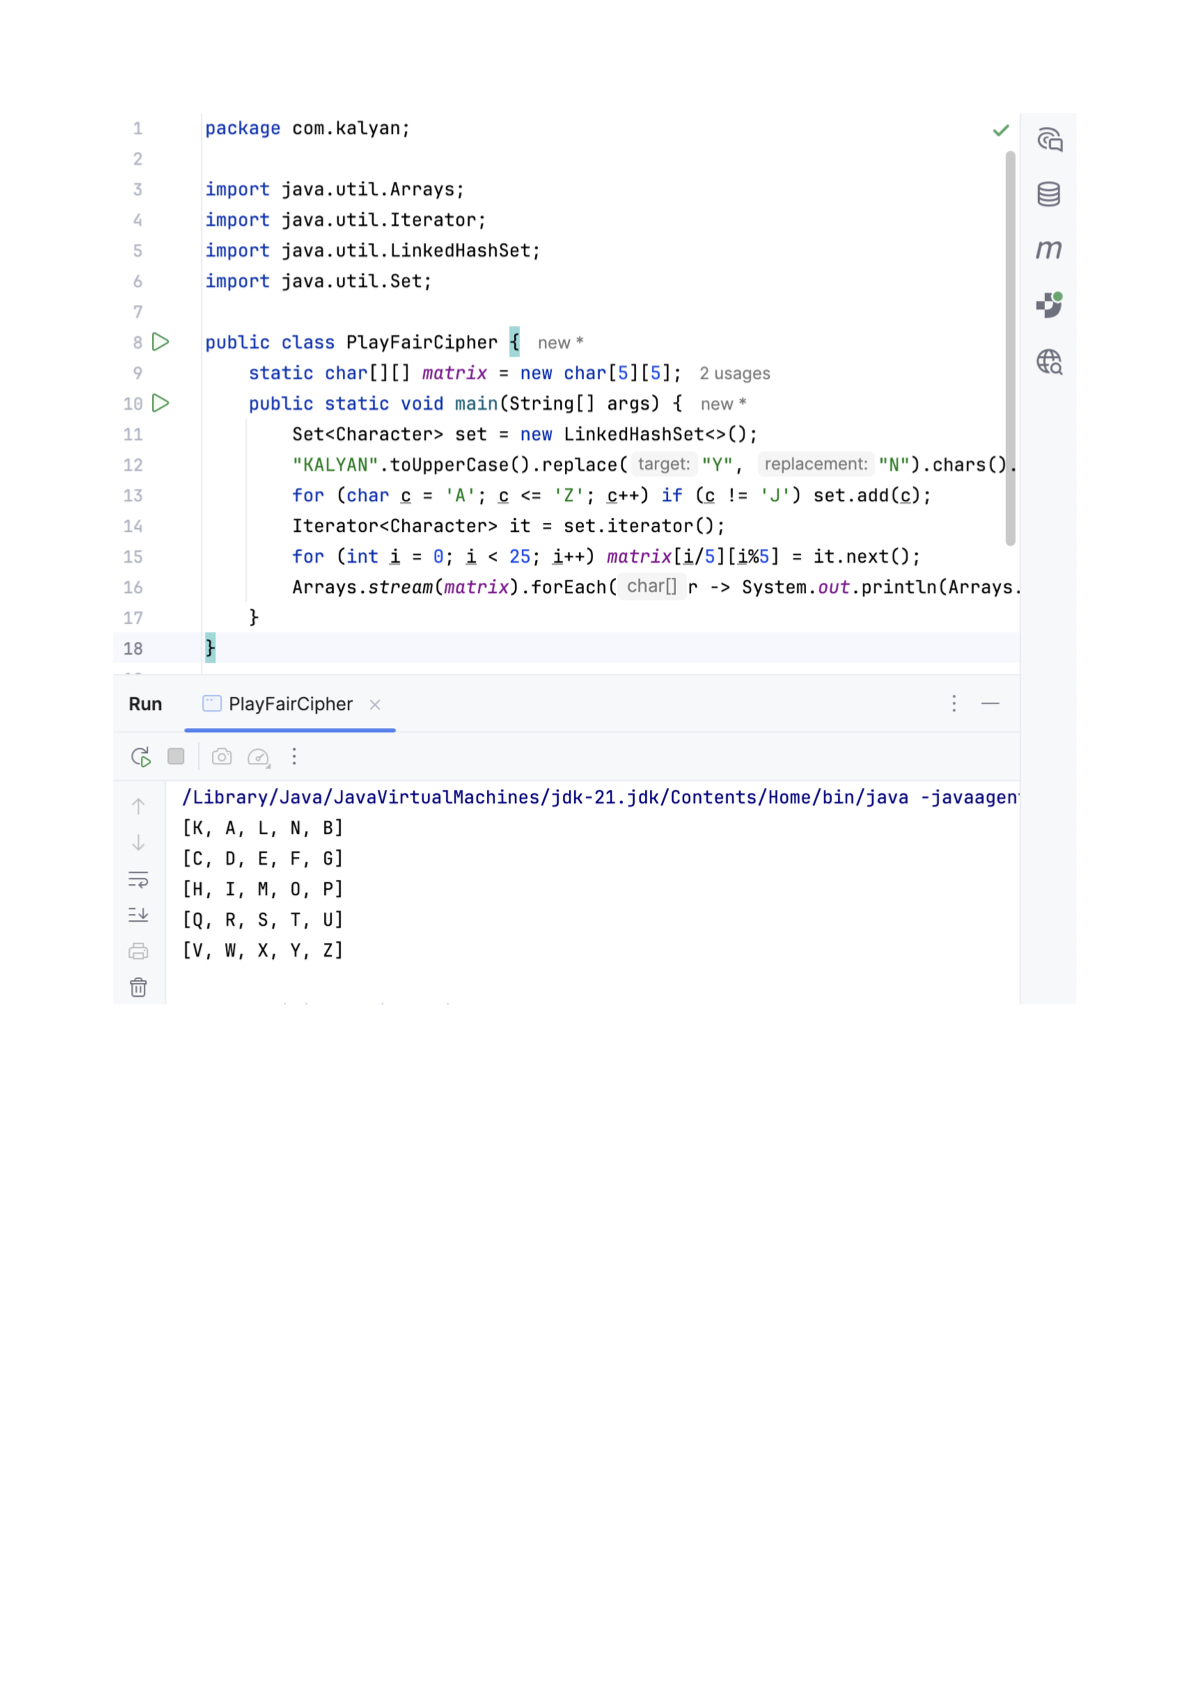 1 package com.kalyan;
2
3 import java.util.Arrays;
4 import java.util.Iterator;
5 import java.util.LinkedHashSet;
6 import java.util.Set;
7
8 public class PlayFairCipher { new *
9 static char[][] matrix = new char[5][5]; 2 usages
10 public static void main(String[] args) { new *
11 Set<Character> set = new LinkedHashSet<>();
12 "KALYAN".toUpperCase().replace( target: "Y", replacement: "N").chars().
13 for (char c = 'A'; c <= 'Z'; c++) if (c != 'J') set.add(c);
14 Iterator<Character> it = set.iterator();
15 for (int i = 0; i < 25; i++) matrix[i/5][i%5] = it.next();
16 Arrays.stream(matrix).forEach( char[] r -> System.out.println(Arrays.
17 }
18 }
Run PlayFairCipher
/Library/Java/JavaVirtualMachines/jdk-21.jdk/Contents/Home/bin/java -javaagen
[K, A, L, N, B]
[C, D, E, F, G]
[H, I, M, O, P]
[Q, R, S, T, U]
[V, W, X, Y, Z]